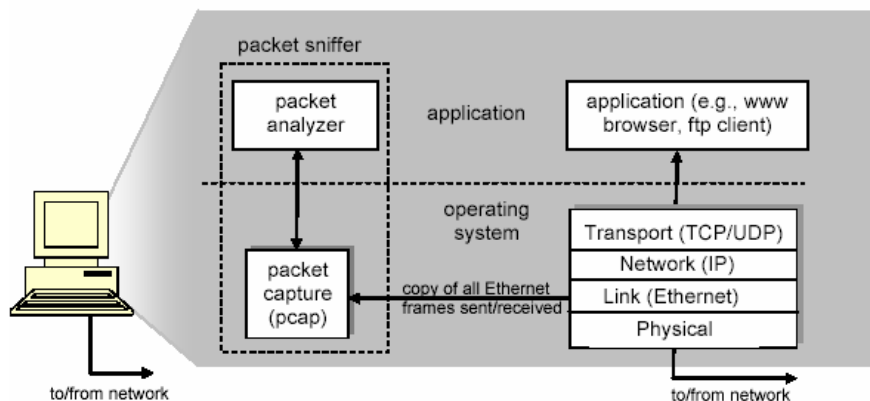 packet sniffer
packet
analyzer
application
application (e.g., www
browser, ftp client)
operating
system
packet
capture
(pcap)
copy of all Ethernet
frames sent/received
Transport (TCP/UDP)
Network (IP)
Link (Ethernet)
Physical
to/from network
to/from network